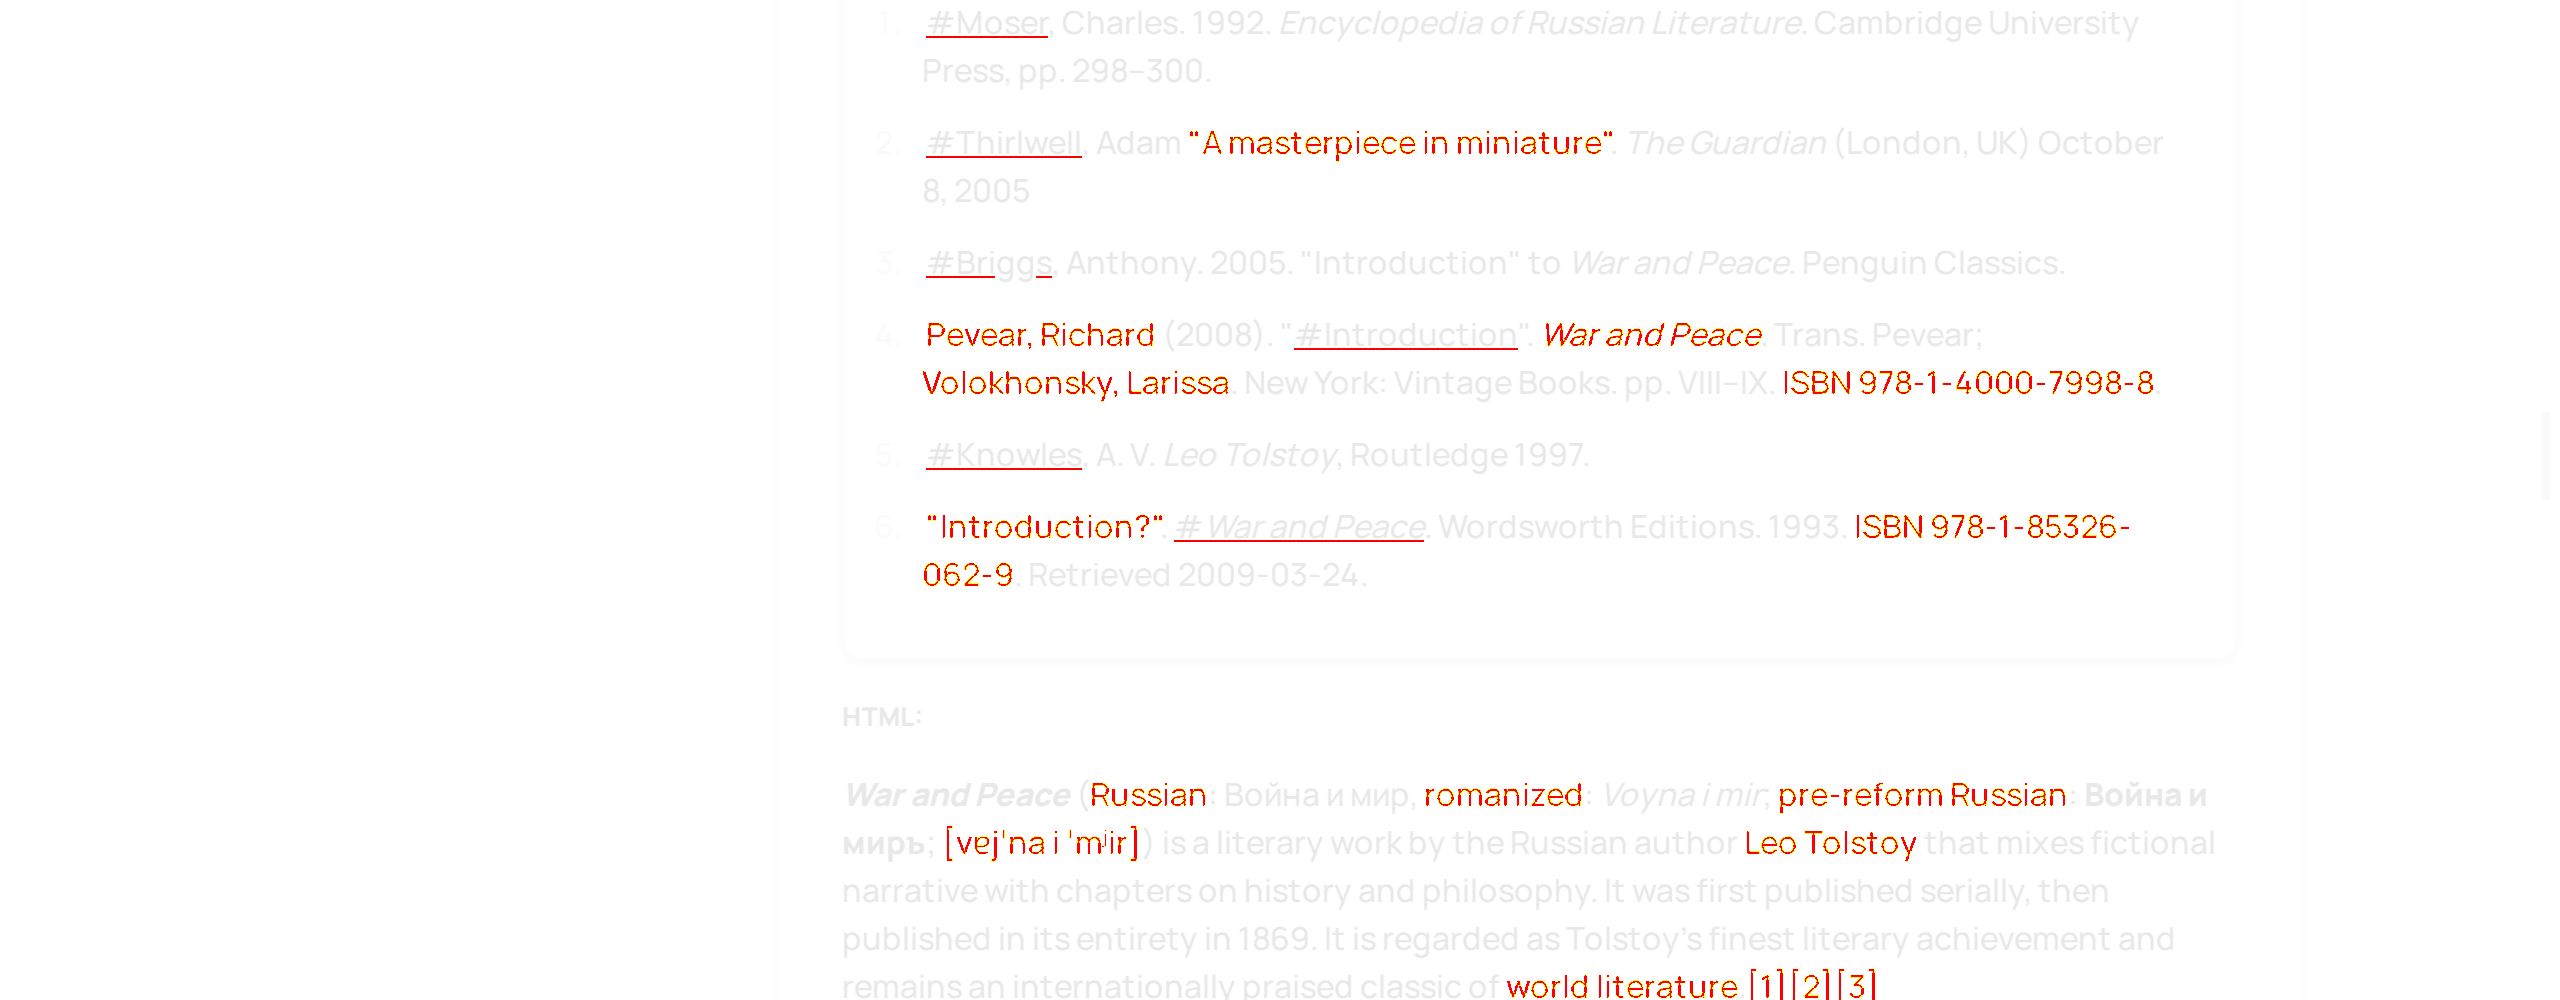 1. #Moser, Charles. 1992. Encyclopedia of Russian Literature. Cambridge University
Press, pp. 298–300.
2. #Thirlwell, Adam "A masterpiece in miniature". The Guardian (London, UK) October
8, 2005
3. #Briggs, Anthony. 2005. "Introduction" to War and Peace. Penguin Classics.
4. Pevear, Richard (2008). "#Introduction". War and Peace. Trans. Pevear;
Volokhonsky, Larissa. New York: Vintage Books. pp. VIII–IX. ISBN 978-1-4000-7998-8.
5. #Knowles, A. V. Leo Tolstoy, Routledge 1997.
6. "Introduction?". #War and Peace. Wordsworth Editions. 1993. ISBN 978-1-85326-
062-9. Retrieved 2009-03-24.
HTML:
War and Peace (Russian: Война и мир, romanized: Voyna i mir; pre-reform Russian: Война и
миръ; [vɐjˈna i ˈmʲir]) is a literary work by the Russian author Leo Tolstoy that mixes fictional
narrative with chapters on history and philosophy. It was first published serially, then
published in its entirety in 1869. It is regarded as Tolstoy's finest literary achievement and
remains an internationally praised classic of world literature.[1][2][3]